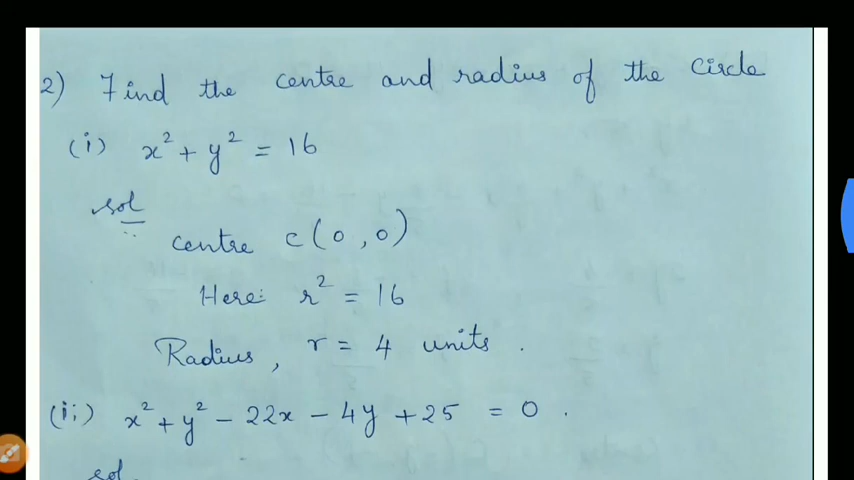 2) Find the centre and radius of the circle
(i) x² + y² = 16
sol
centre c(0,0)
Here: r² = 16
Radius, r = 4 units.
(ii) x² + y² - 22x - 4y + 25 = 0.
sol